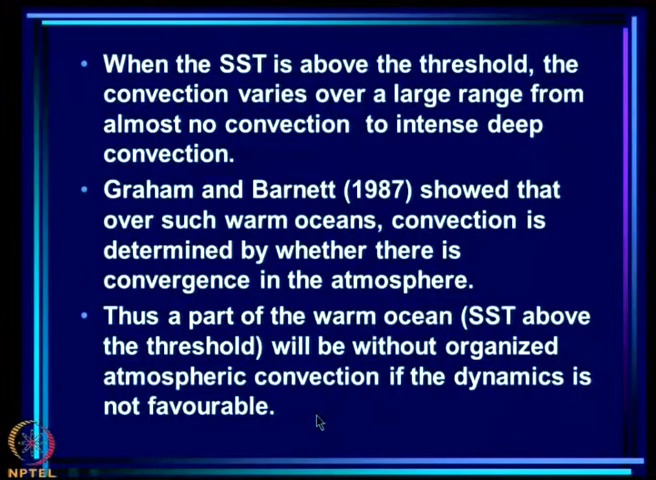 • When the SST is above the threshold, the
convection varies over a large range from
almost no convection to intense deep
convection.
• Graham and Barnett (1987) showed that
over such warm oceans, convection is
determined by whether there is
convergence in the atmosphere.
• Thus a part of the warm ocean (SST above
the threshold) will be without organized
atmospheric convection if the dynamics is
not favourable.
NPTEL